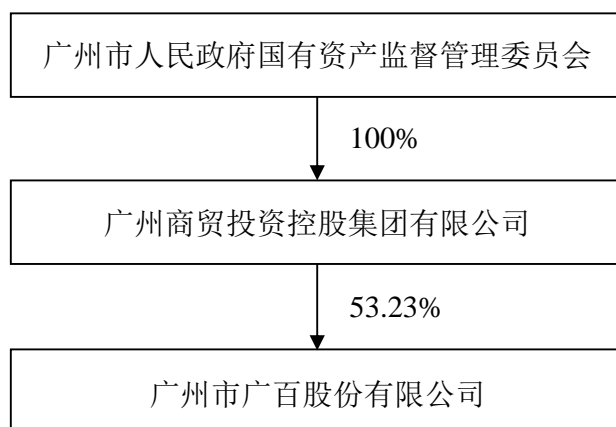 广州市人民政府国有资产监督管理委员会
100%
广州商贸投资控股集团有限公司
53.23%
广州市广百股份有限公司